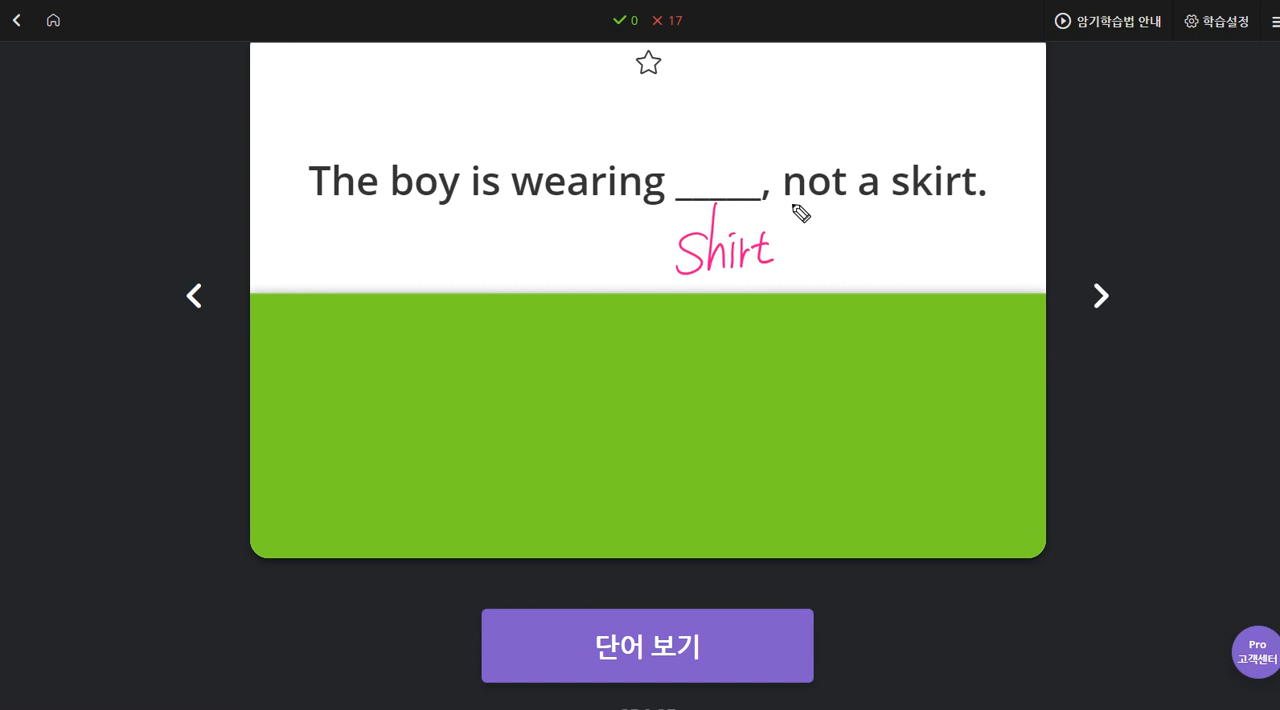 0 17 암기학습법 안내 학습설정
The boy is wearing _____, not a skirt.
Shirt
단어 보기
Pro
고객센터